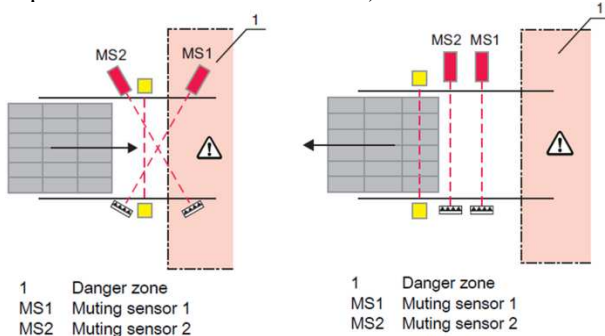 1
MS2
MS1
1
MS2 MS1
1 Danger zone
MS1 Muting sensor 1
MS2 Muting sensor 2
1 Danger zone
MS1 Muting sensor 1
MS2 Muting sensor 2